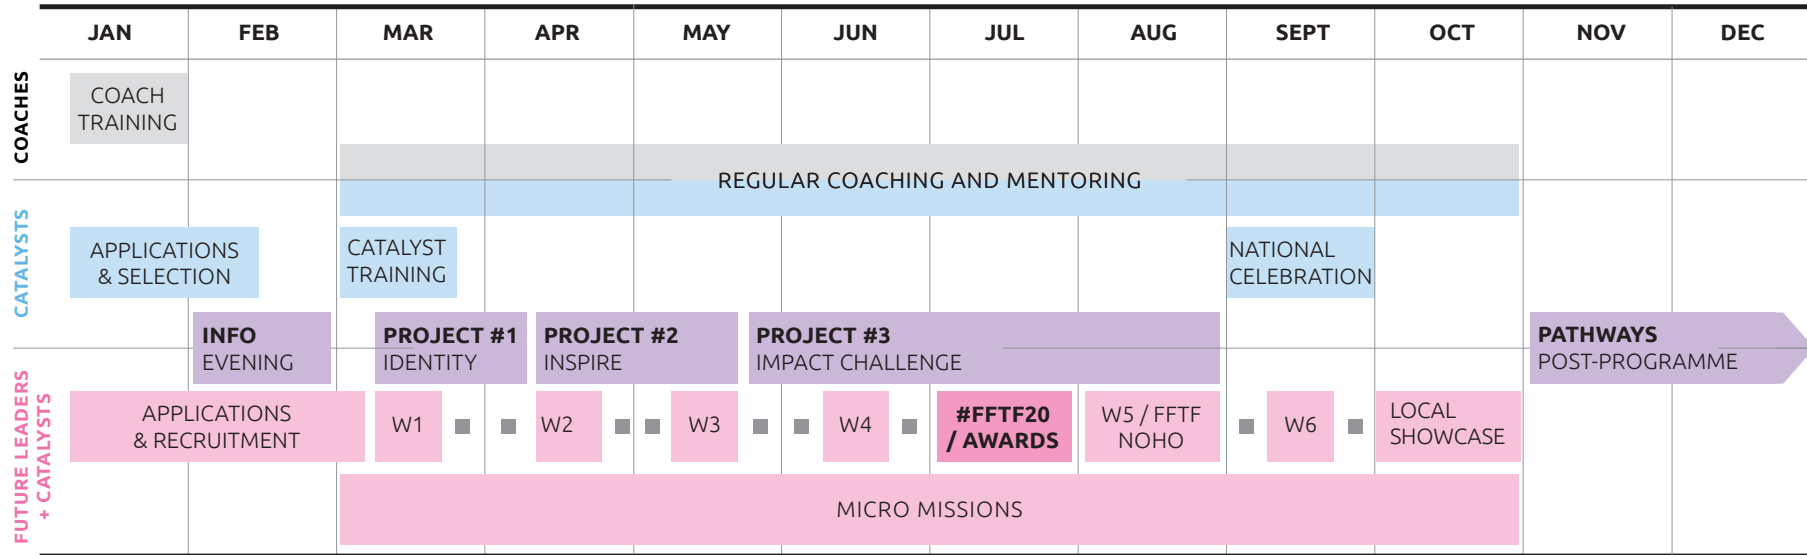 JAN FEB MAR APR MAY JUN JUL AUG SEPT OCT NOV DEC
COACHES
COACH
TRAINING
REGULAR COACHING AND MENTORING
CATALYSTS
APPLICATIONS
& SELECTION
CATALYST
TRAINING
NATIONAL
CELEBRATION
INFO
EVENING
PROJECT #1
IDENTITY
PROJECT #2
INSPIRE
PROJECT #3
IMPACT CHALLENGE
PATHWAYS
POST-PROGRAMME
FUTURE LEADERS
+ CATALYSTS
APPLICATIONS
& RECRUITMENT
W1
W2
W3
W4
#FFTF20
/ AWARDS
W5 / FFTF
NOHO
W6
LOCAL
SHOWCASE
MICRO MISSIONS